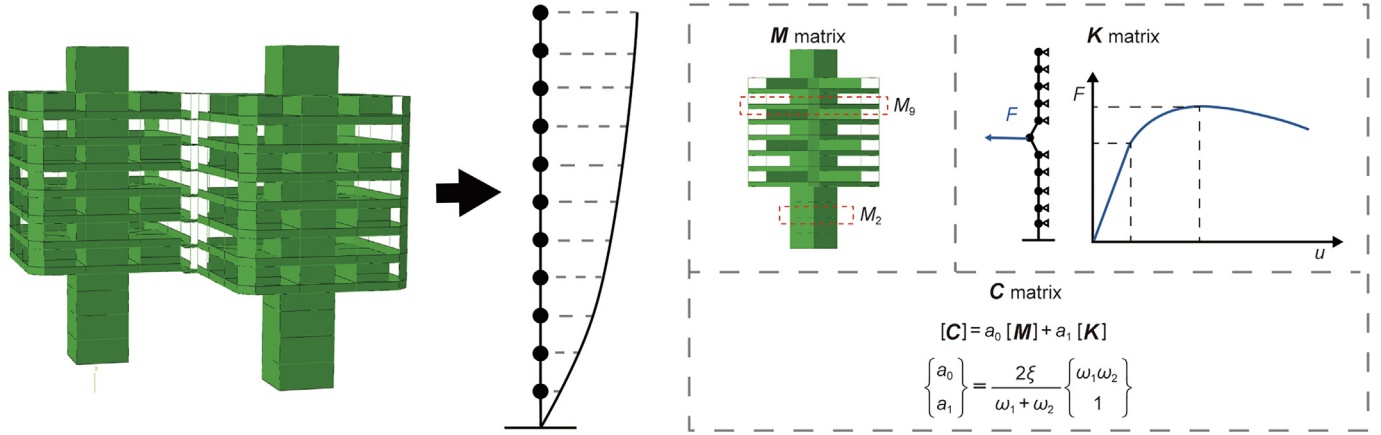 M matrix
M₉
M₂
K matrix
F
F
u
C matrix
[C] = a₀ [M] + a₁ [K]
{a₀ a₁} = 2ξ / (ω₁ + ω₂) {ω₁ω₂ 1}